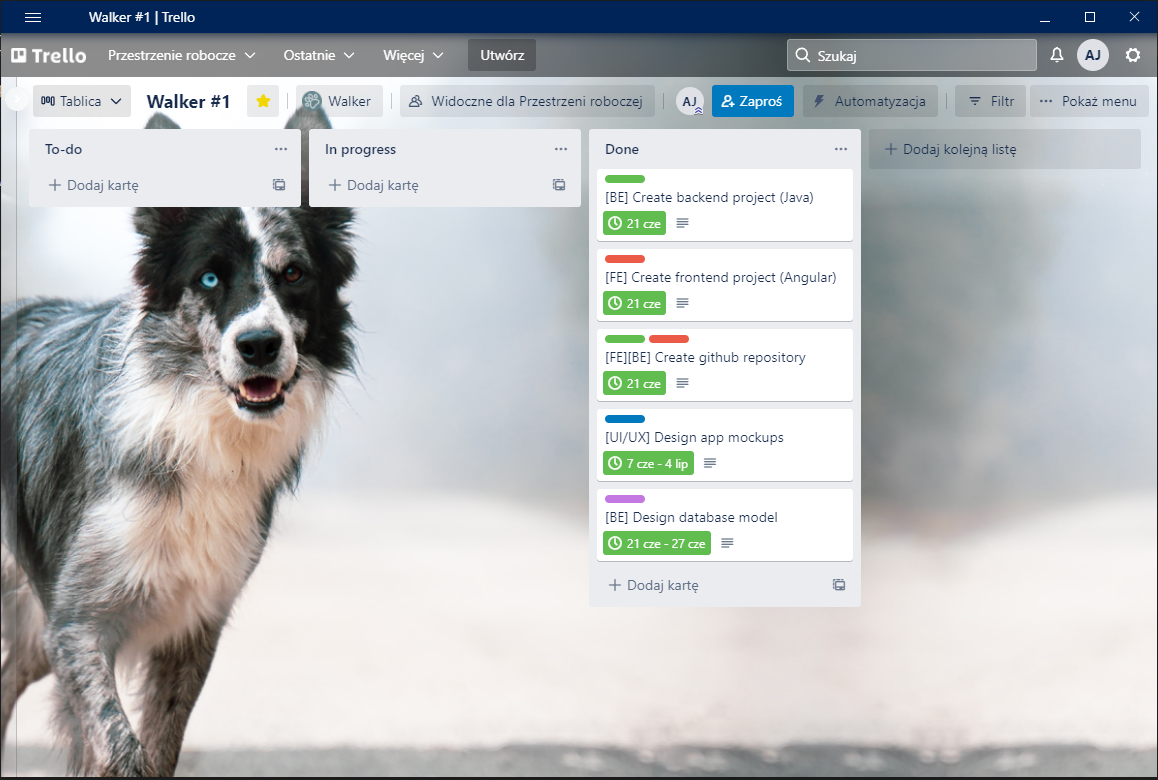 Walker #1 | Trello
Trello Przestrzenie robocze Ostatnie Więcej Utwórz Szukaj AJ
Tablica Walker #1 Walker Widoczne dla Przestrzeni roboczej AJ Zaproś Automatyzacja Filtr Pokaż menu
To-do
Dodaj kartę
In progress
Dodaj kartę
Done
[BE] Create backend project (Java)
21 cze
[FE] Create frontend project (Angular)
21 cze
[FE][BE] Create github repository
21 cze
[UI/UX] Design app mockups
7 cze - 4 lip
[BE] Design database model
21 cze - 27 cze
Dodaj kartę
Dodaj kolejną listę